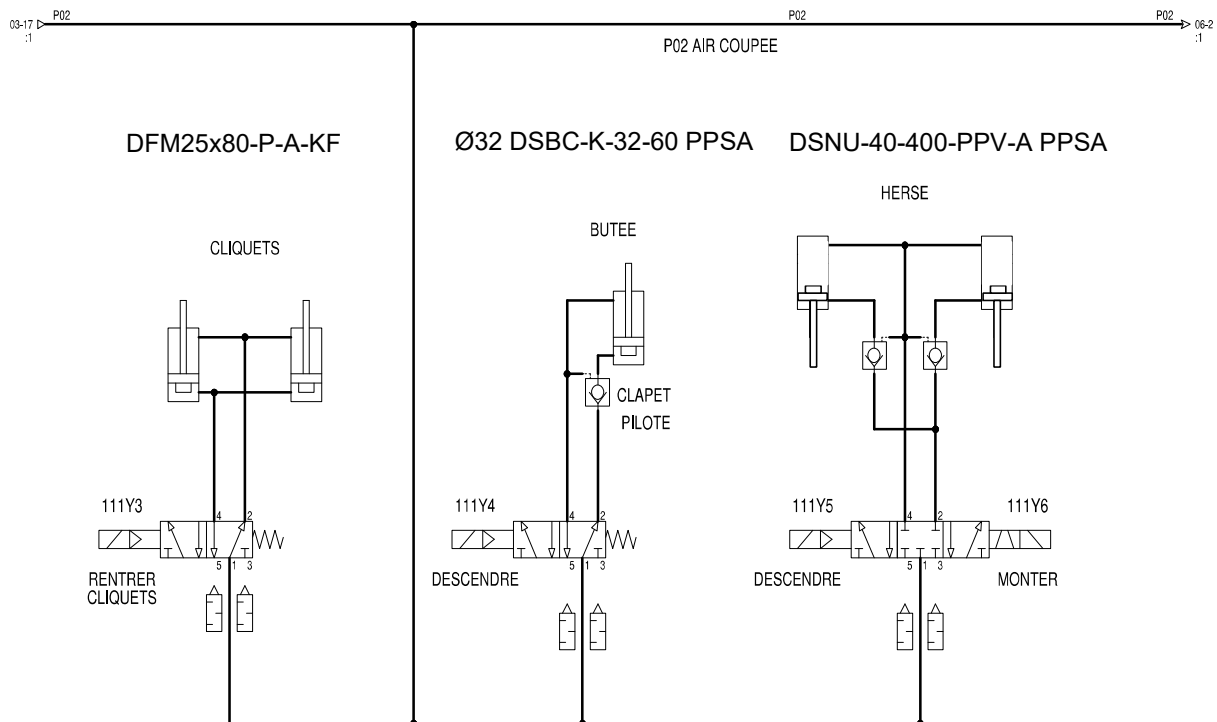 P02 P02 P02
03-17 06-2
:1 :1
P02 AIR COUPEE
DFM25x80-P-A-KF Ø32 DSBC-K-32-60 PPSA DSNU-40-400-PPV-A PPSA
HERSE
BUTEE
CLIQUETS
CLAPET
PILOTE
111Y3 111Y4 111Y5 111Y6
4 2 4 2 4 2
5 1 3 5 1 3 5 1 3
RENTRER
CLIQUETS
DESCENDRE DESCENDRE MONTER